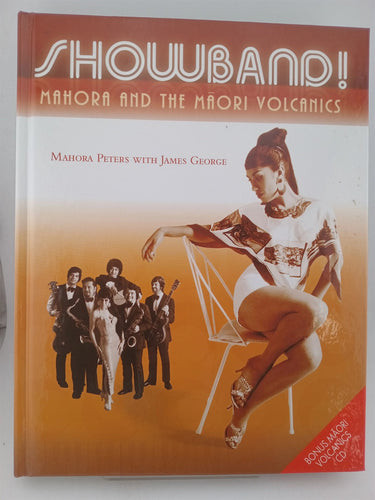 SHOWBAND!
MAHORA AND THE MĀORI VOLCANICS
MAHORA PETERS WITH JAMES GEORGE
BONUS MĀORI
VOLCANICS
CD